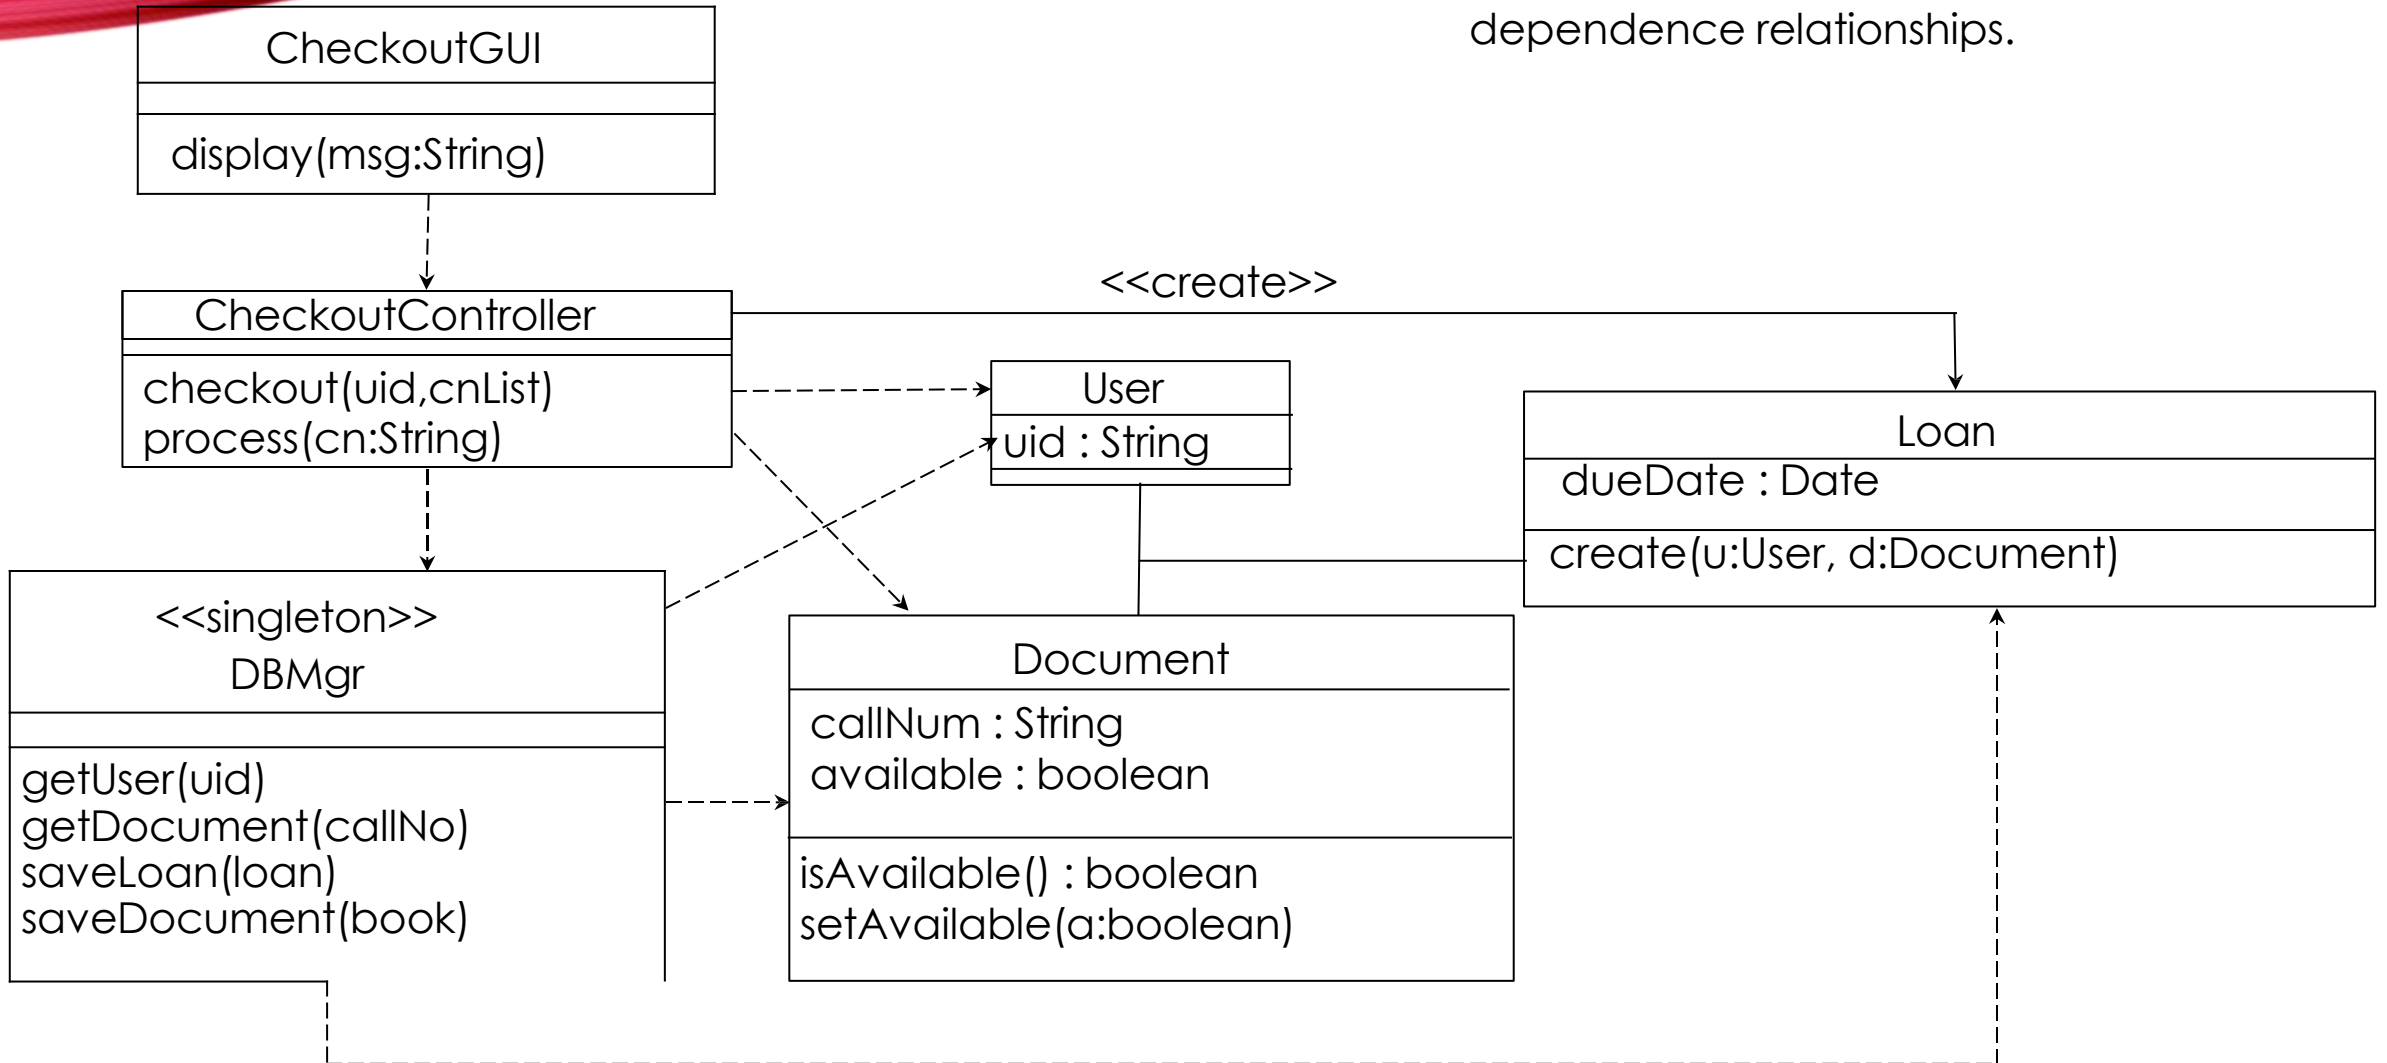 dependence relationships.
CheckoutGUI
display(msg:String)
<<create>>
CheckoutController
checkout(uid,cnList)
process(cn:String)
User
uid : String
Loan
dueDate : Date
create(u:User, d:Document)
<<singleton>>
DBMgr
getUser(uid)
getDocument(callNo)
saveLoan(loan)
saveDocument(book)
Document
callNum : String
available : boolean
isAvailable() : boolean
setAvailable(a:boolean)